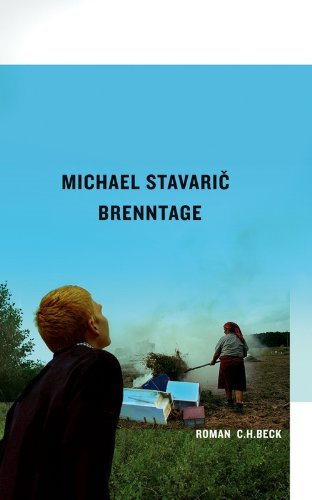 MICHAEL STAVARIČ
BRENNTAGE
ROMAN C.H.BECK